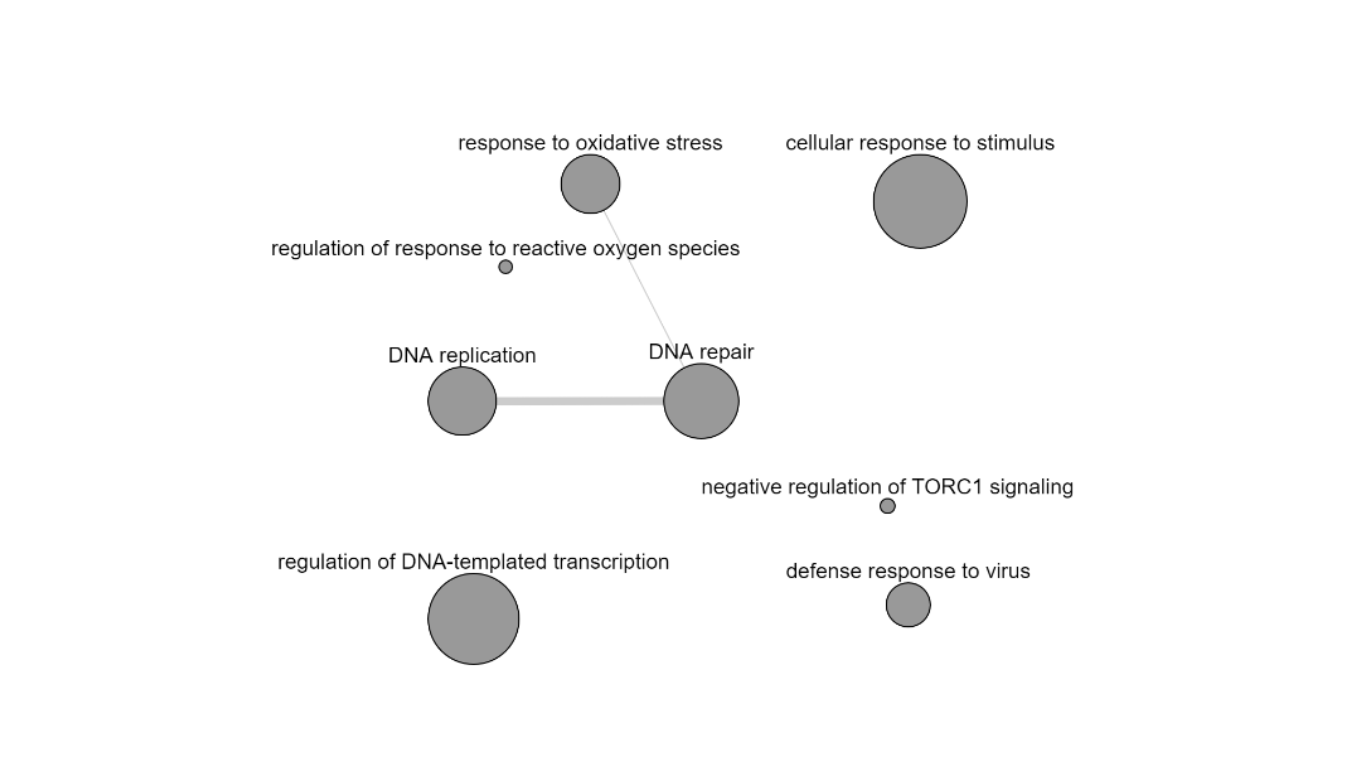 response to oxidative stress
cellular response to stimulus
regulation of response to reactive oxygen species
DNA replication
DNA repair
negative regulation of TORC1 signaling
regulation of DNA-templated transcription
defense response to virus